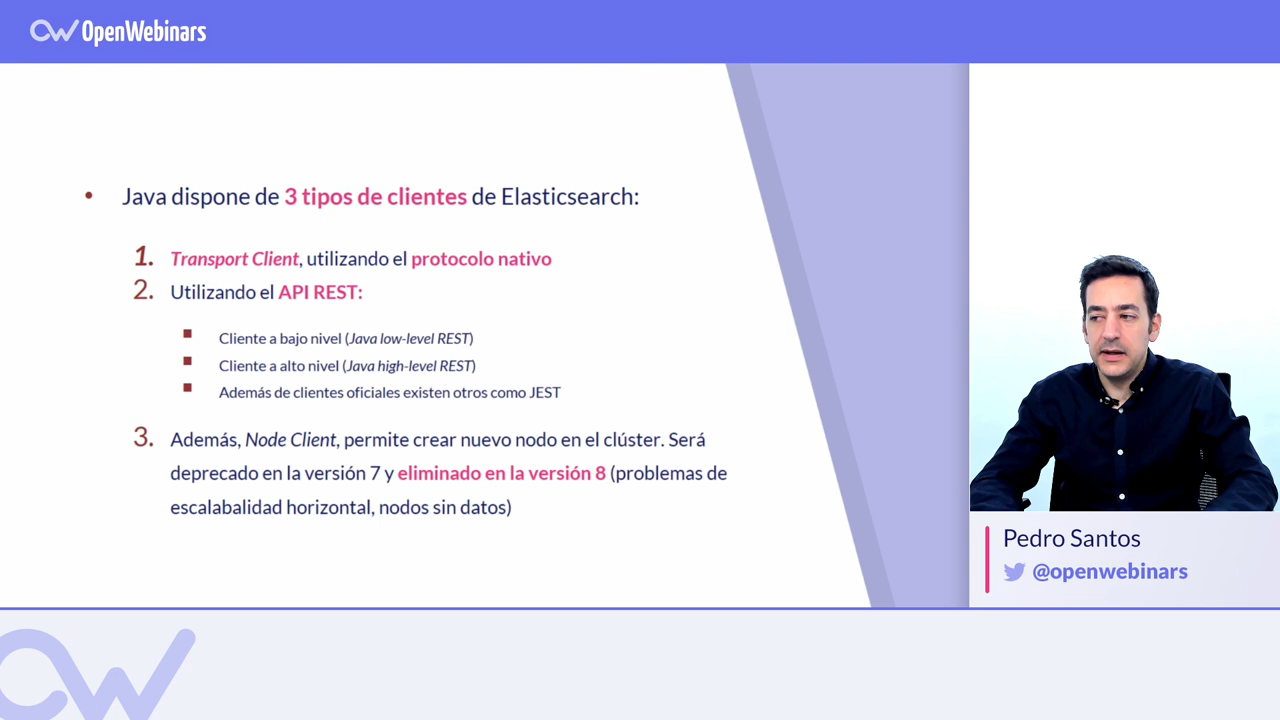 OpenWebinars
• Java dispone de 3 tipos de clientes de Elasticsearch:
1. Transport Client, utilizando el protocolo nativo
2. Utilizando el API REST:
Cliente a bajo nivel (Java low-level REST)
Cliente a alto nivel (Java high-level REST)
Además de clientes oficiales existen otros como JEST
3. Además, Node Client, permite crear nuevo nodo en el clúster. Será
deprecado en la versión 7 y eliminado en la versión 8 (problemas de
escalabalidad horizontal, nodos sin datos)
Pedro Santos
@openwebinars